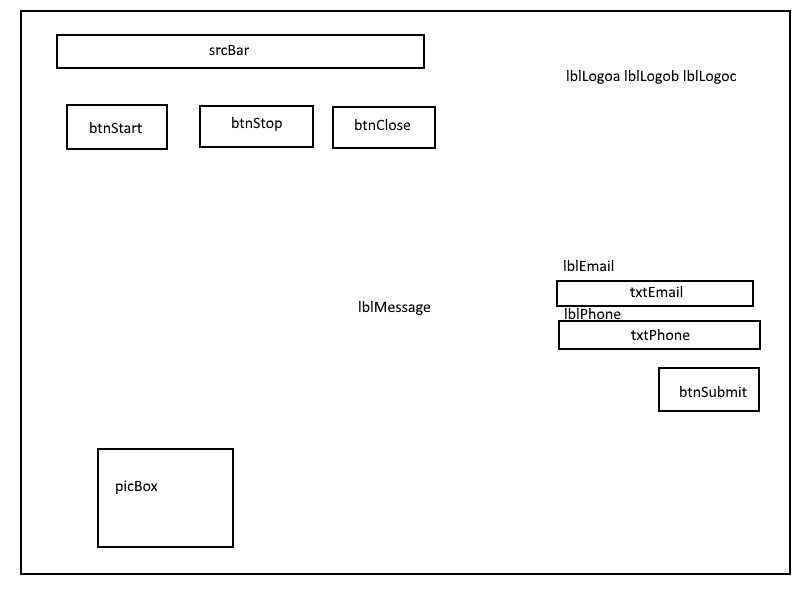 srcBar
lblLogoa lblLogob lblLogoc
btnStart
btnStop
btnClose
lblEmail
txtEmail
lblMessage
lblPhone
txtPhone
btnSubmit
picBox